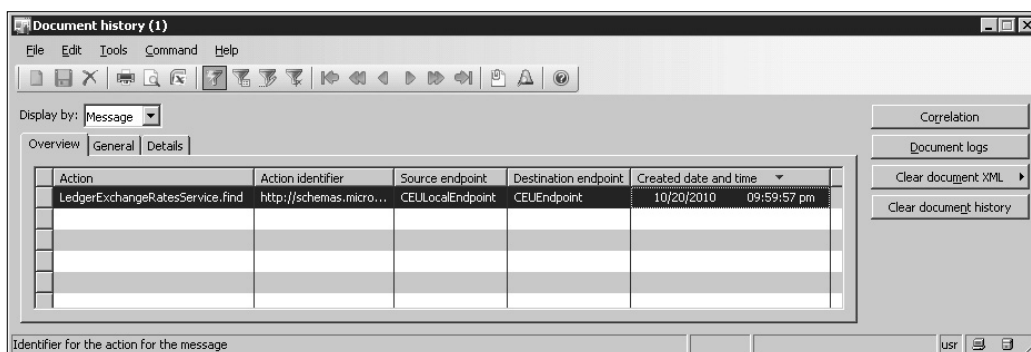 Document history (1)
File Edit Tools Command Help
Display by: Message
Correlation
Overview General Details
Document logs
Action Action identifier Source endpoint Destination endpoint Created date and time
Clear document XML
LedgerExchangeRatesService.find http://schemas.micro... CEULocalEndpoint CEUEndpoint 10/20/2010 09:59:57 pm
Clear document history
Identifier for the action for the message
usr